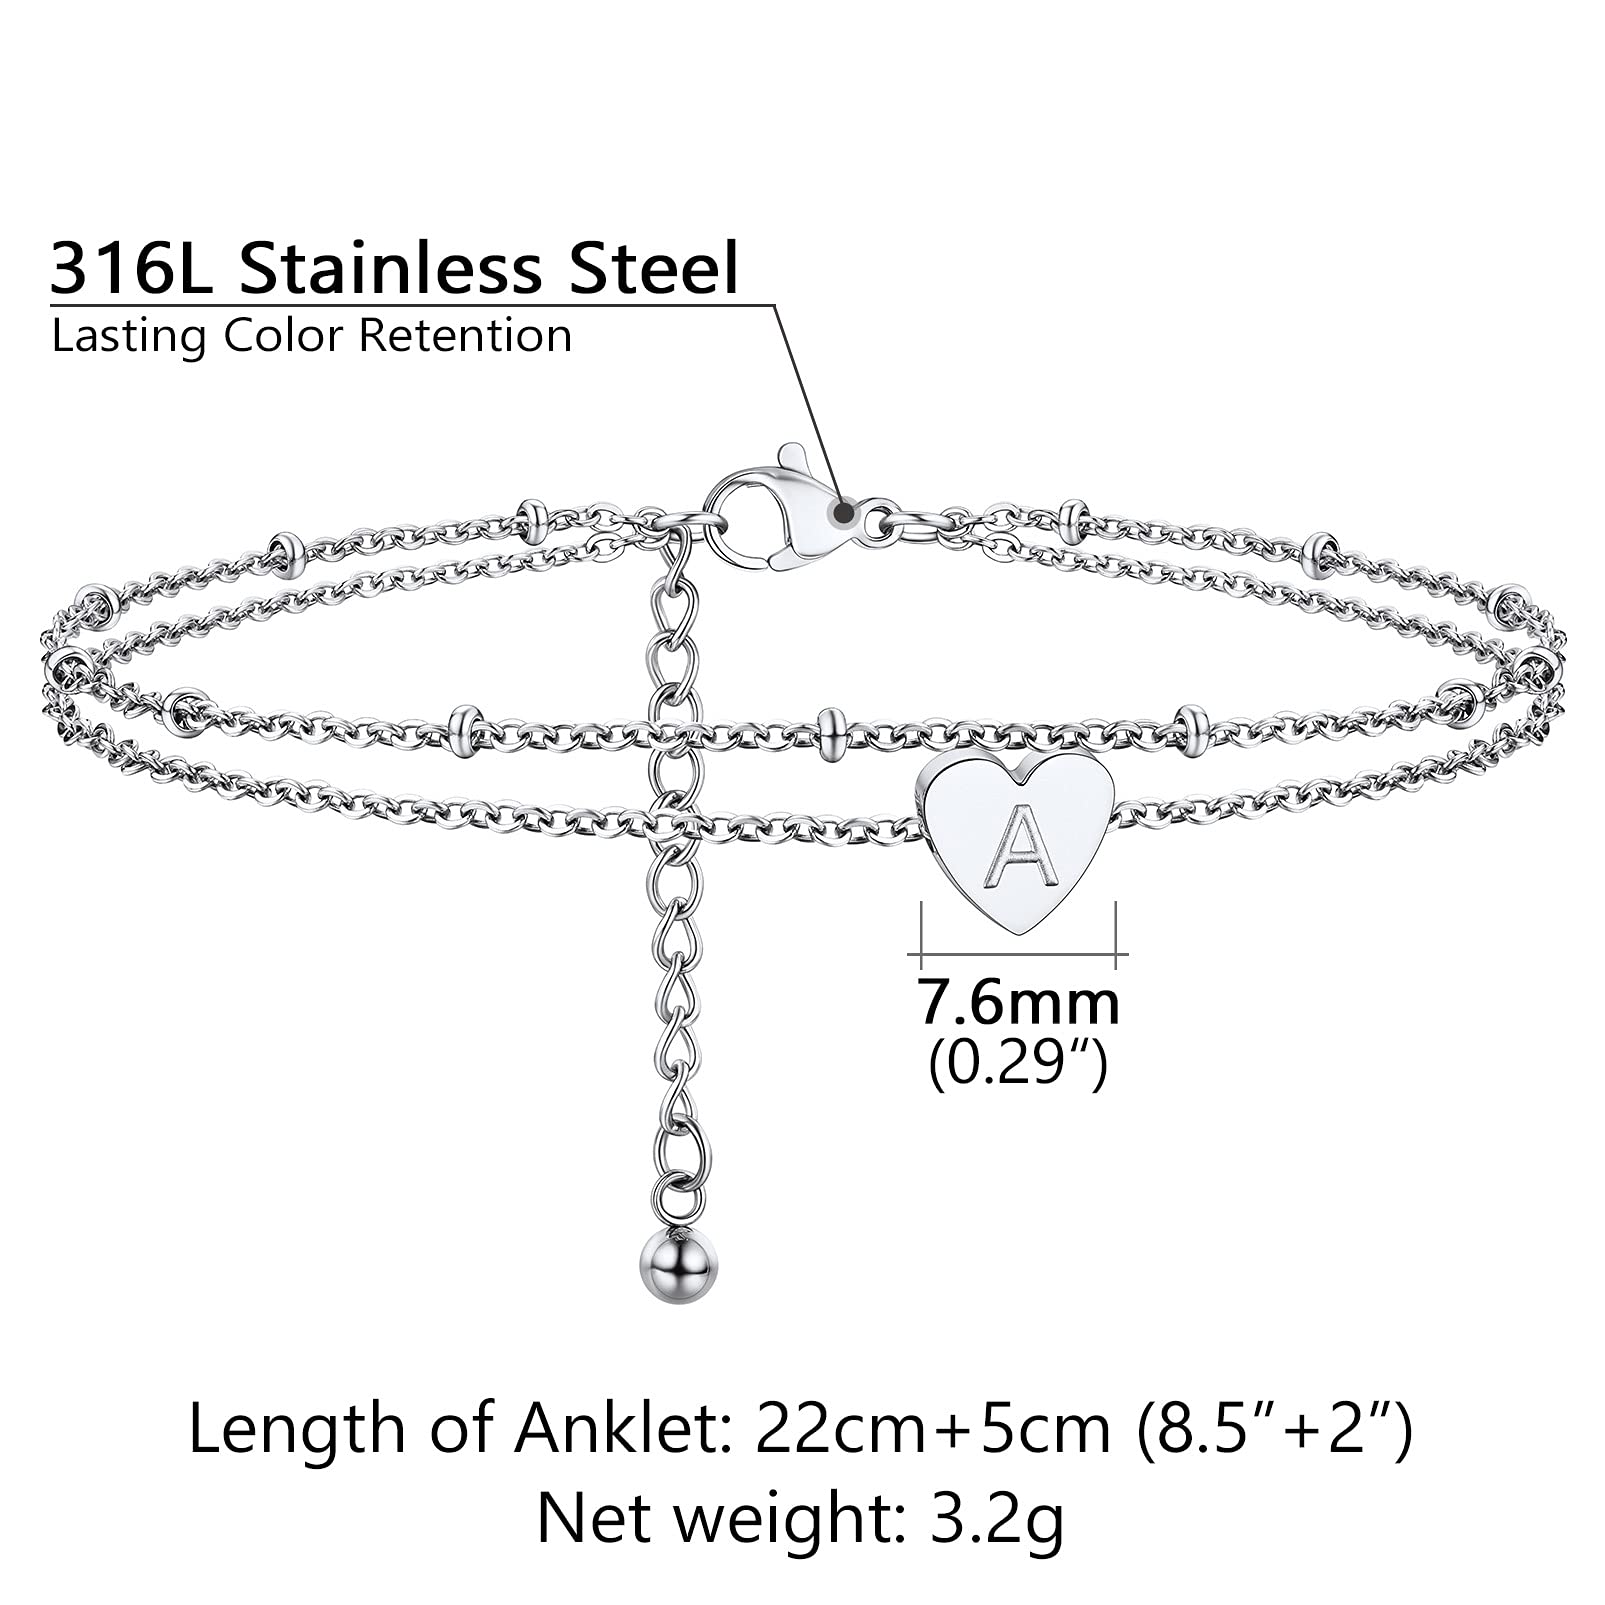 316L Stainless Steel
Lasting Color Retention
A
7.6mm
(0.29“)
Length of Anklet: 22cm+5cm (8.5″+2″)
Net weight: 3.2g